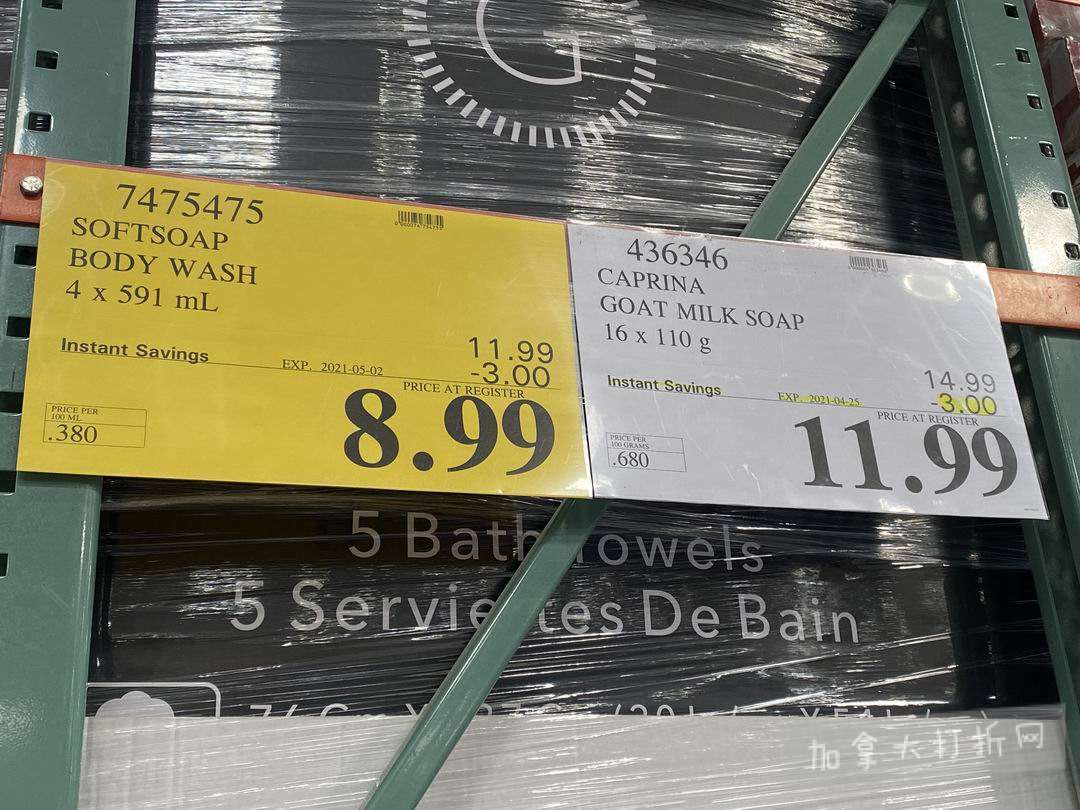 G
7475475
SOFTSOAP
BODY WASH
4 x 591 mL
Instant Savings
EXP. 2021-05-02
11.99
-3.00
PRICE AT REGISTER
8.99
PRICE PER
100 ML
.380
436346
CAPRINA
GOAT MILK SOAP
16 x 110 g
Instant Savings
EXP. 2021-04-25
14.99
-3.00
PRICE AT REGISTER
11.99
PRICE PER
100 GRAMS
.680
5 Bath Towels
5 Serviettes De Bain
加拿大打折网